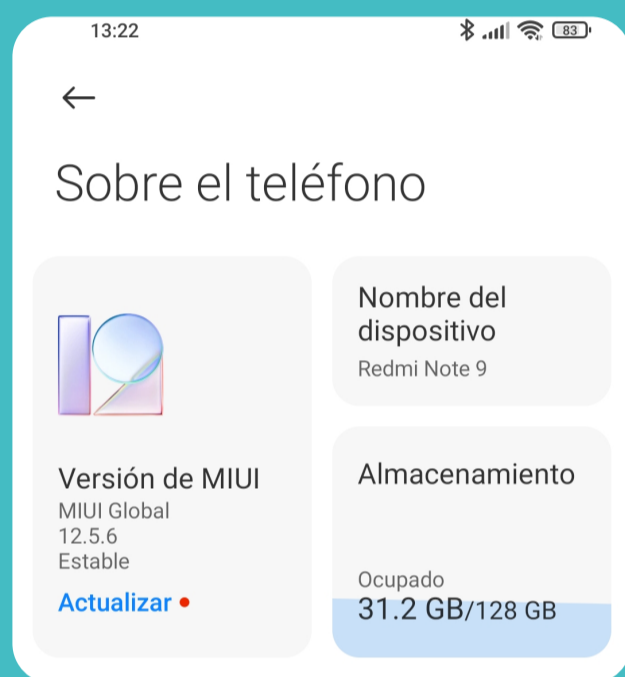 13:22
83
Sobre el teléfono
12
Versión de MIUI
MIUI Global
12.5.6
Estable
Actualizar
Nombre del
dispositivo
Redmi Note 9
Almacenamiento
Ocupado
31.2 GB/128 GB